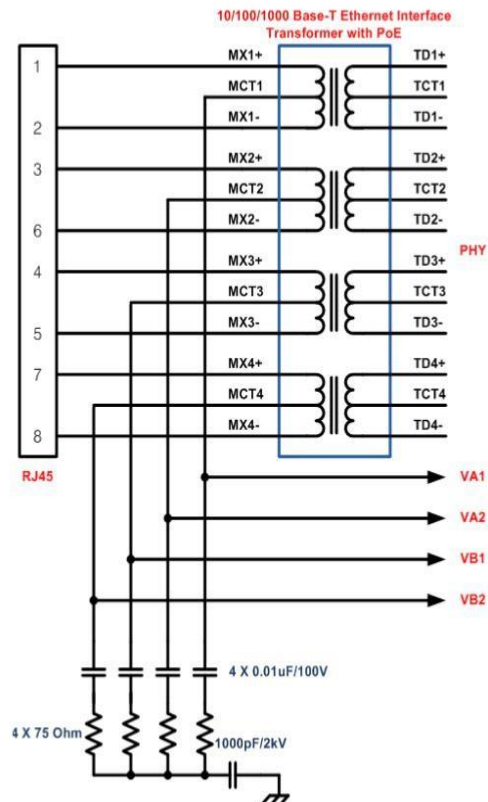 10/100/1000 Base-T Ethernet Interface
Transformer with PoE
1
MX1+
TD1+
MCT1
TCT1
2
MX1-
TD1-
3
MX2+
TD2+
MCT2
TCT2
6
MX2-
TD2-
PHY
4
MX3+
TD3+
MCT3
TCT3
5
MX3-
TD3-
7
MX4+
TD4+
MCT4
TCT4
8
MX4-
TD4-
RJ45
VA1
VA2
VB1
VB2
4 X 0.01uF/100V
4 X 75 Ohm
1000pF/2kV